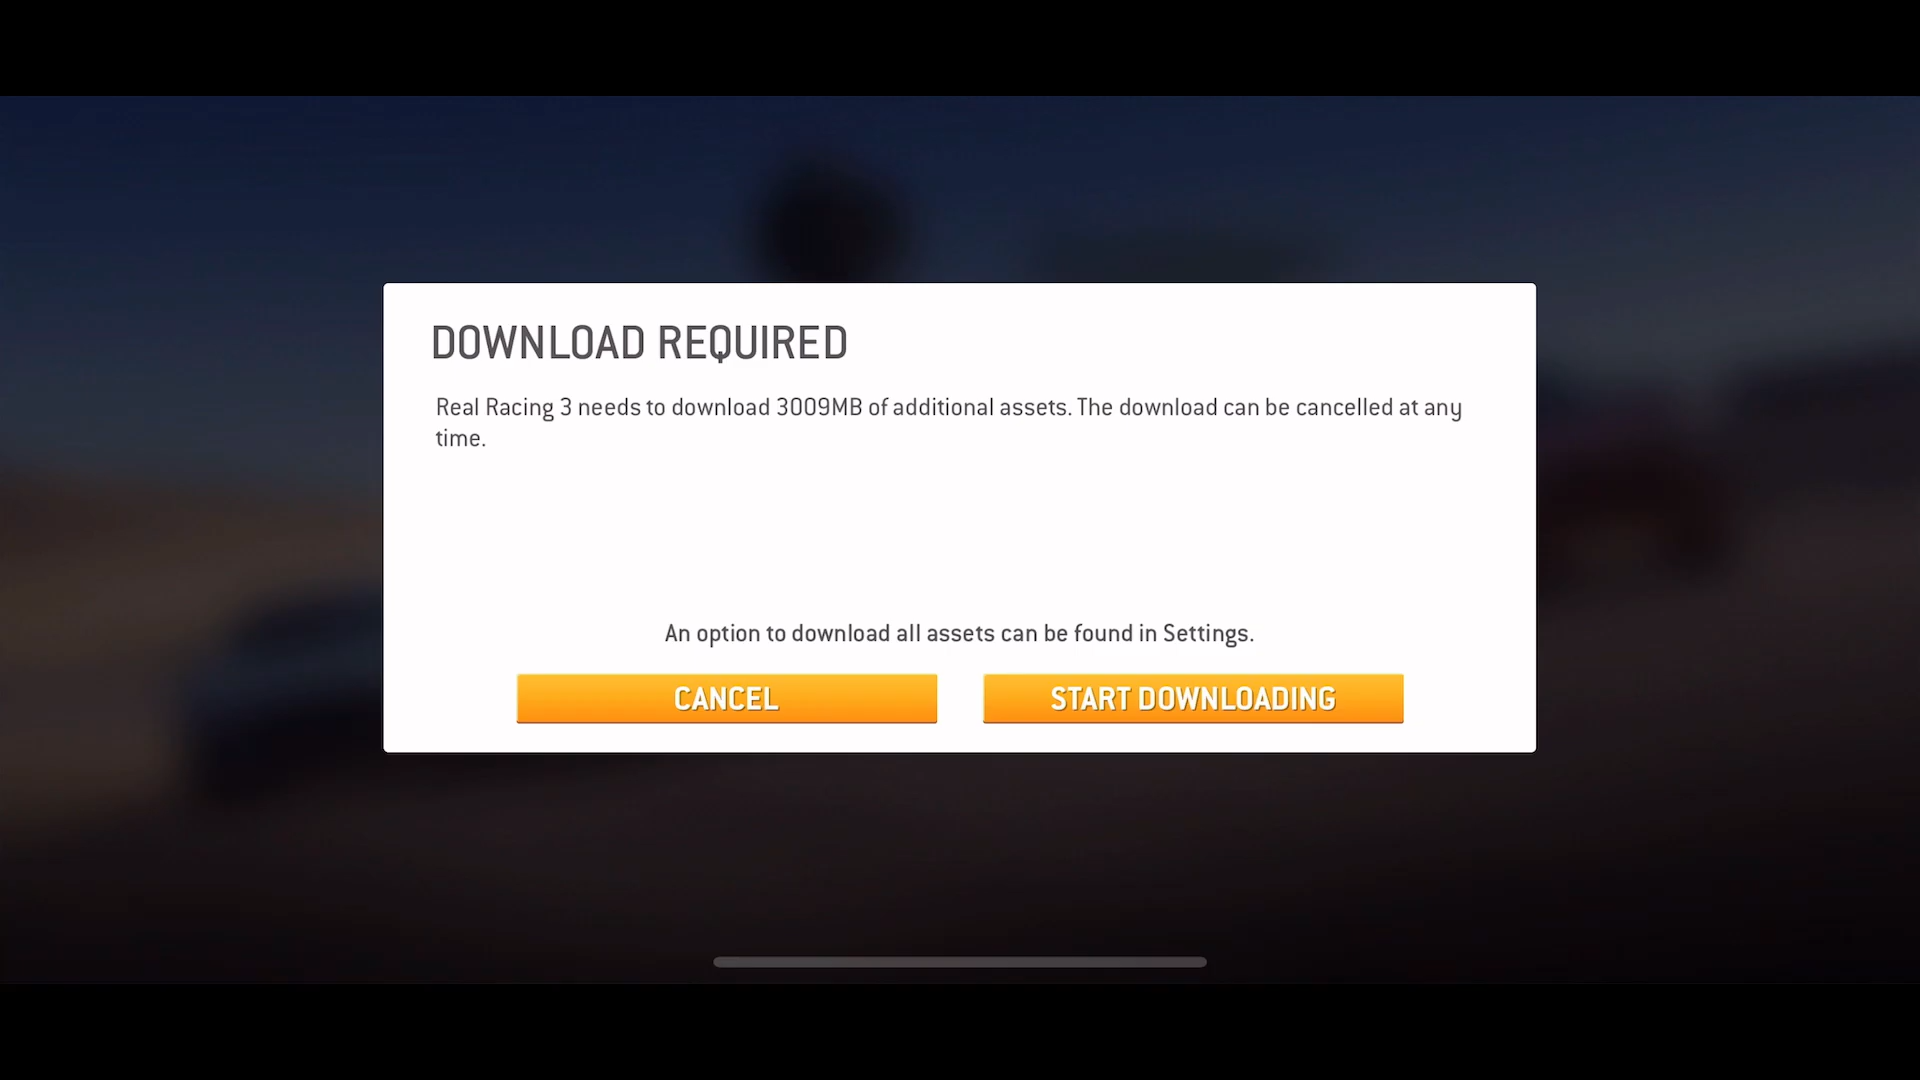 DOWNLOAD REQUIRED
Real Racing 3 needs to download 3009MB of additional assets. The download can be cancelled at any
time.
An option to download all assets can be found in Settings.
CANCEL
START DOWNLOADING